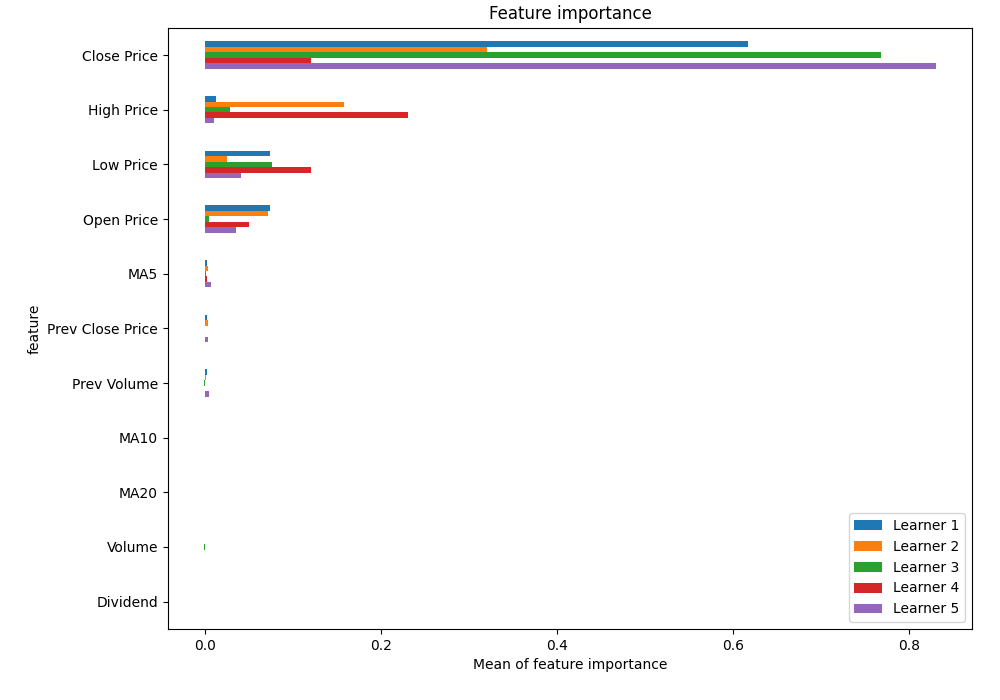 Feature importance
Close Price
High Price
Low Price
Open Price
MA5
Prev Close Price
Prev Volume
MA10
MA20
Volume
Dividend
feature
Learner 1
Learner 2
Learner 3
Learner 4
Learner 5
0.0 0.2 0.4 0.6 0.8
Mean of feature importance